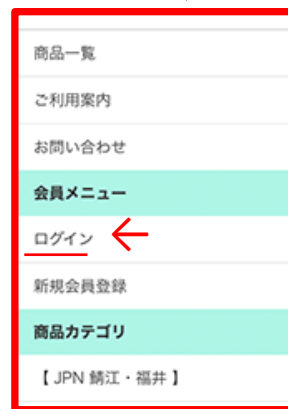 商品一覧
ご利用案内
お問い合わせ
会員メニュー
ログイン
新規会員登録
商品カテゴリ
【 JPN 鯖江・福井 】